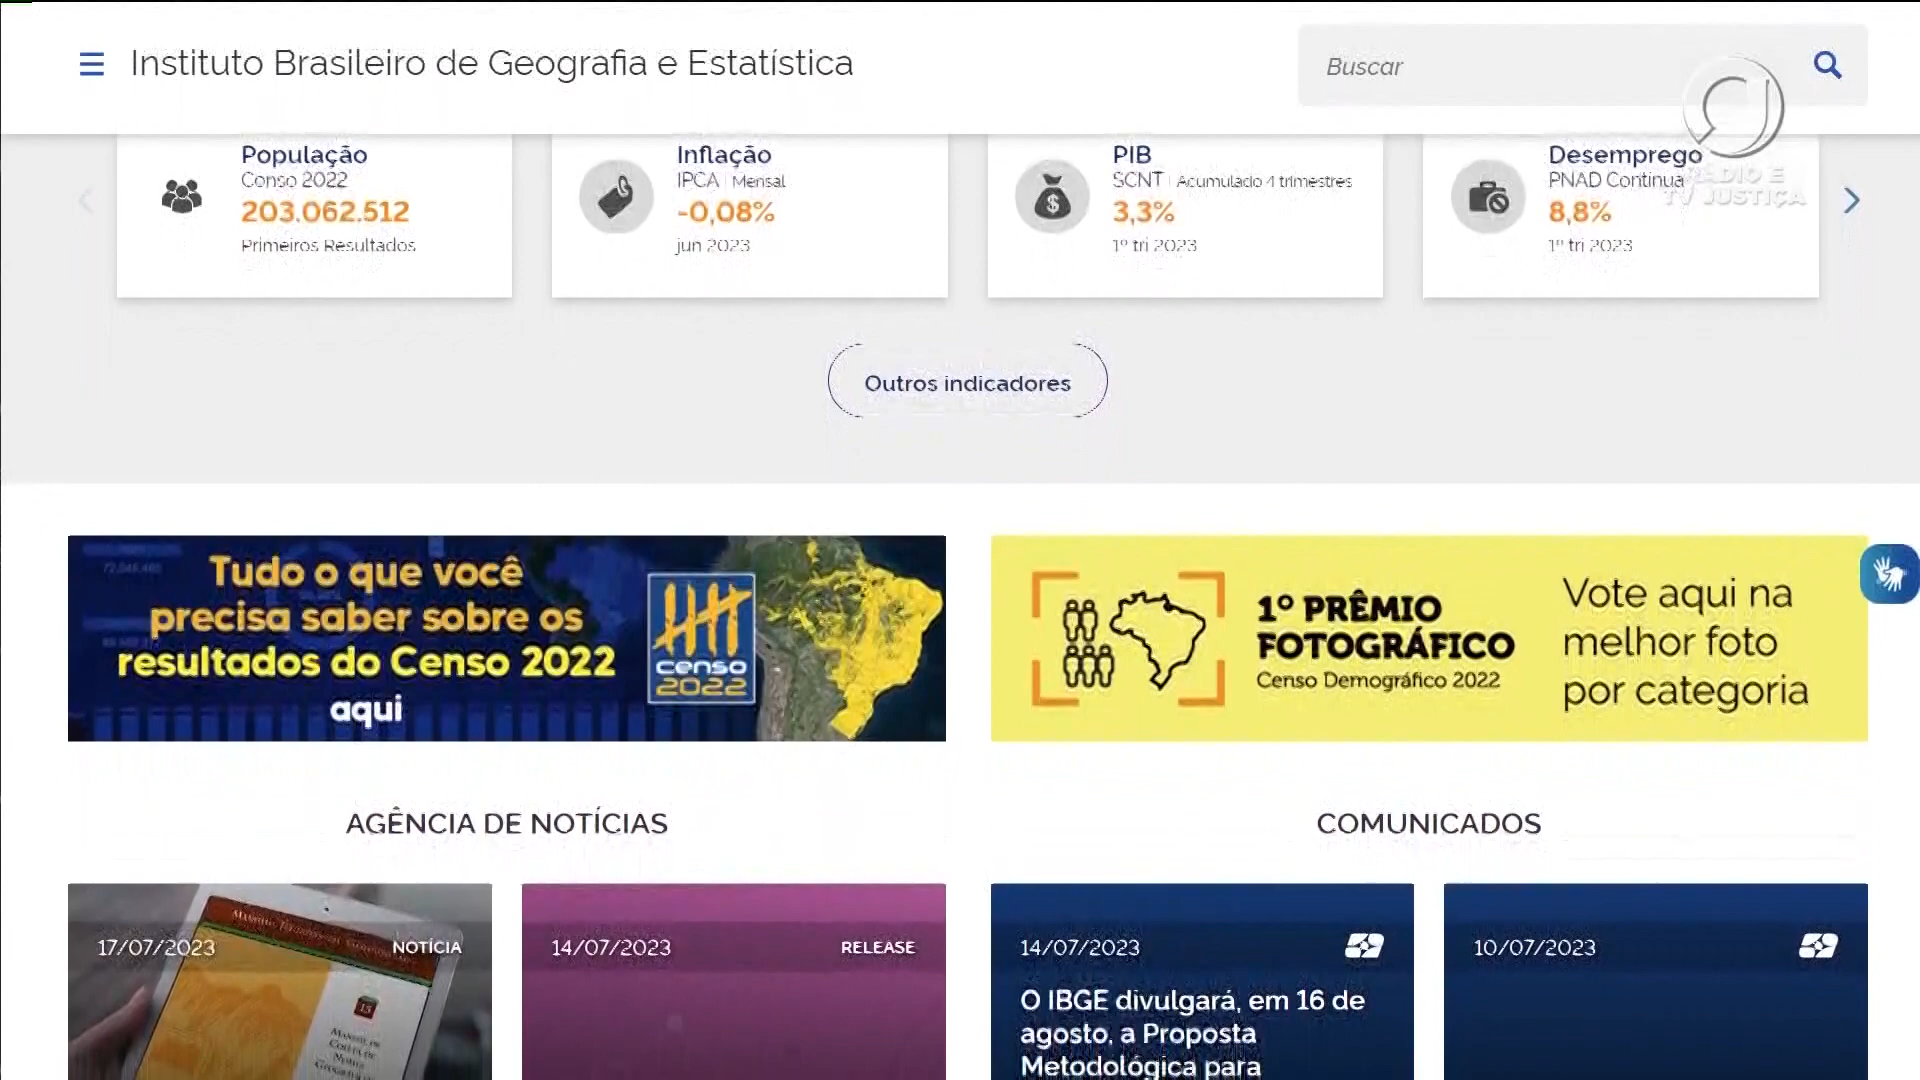 Instituto Brasileiro de Geografia e Estatística
Buscar
RÁDIO E
TV JUSTIÇA
População
Censo 2022
203.062.512
Primeiros Resultados
Inflação
IPCA | Mensal
-0,08%
jun 2023
PIB
SCNT | Acumulado 4 trimestres
3,3%
1º tri 2023
Desemprego
PNAD Contínua
8,8%
1º tri 2023
Outros indicadores
Tudo o que você
precisa saber sobre os
resultados do Censo 2022
aqui
censo
2022
1º PRÊMIO
FOTOGRÁFICO
Censo Demográfico 2022
Vote aqui na
melhor foto
por categoria
AGÊNCIA DE NOTÍCIAS
COMUNICADOS
17/07/2023
NOTÍCIA
14/07/2023
RELEASE
14/07/2023
O IBGE divulgará, em 16 de
agosto, a Proposta
Metodológica para
10/07/2023